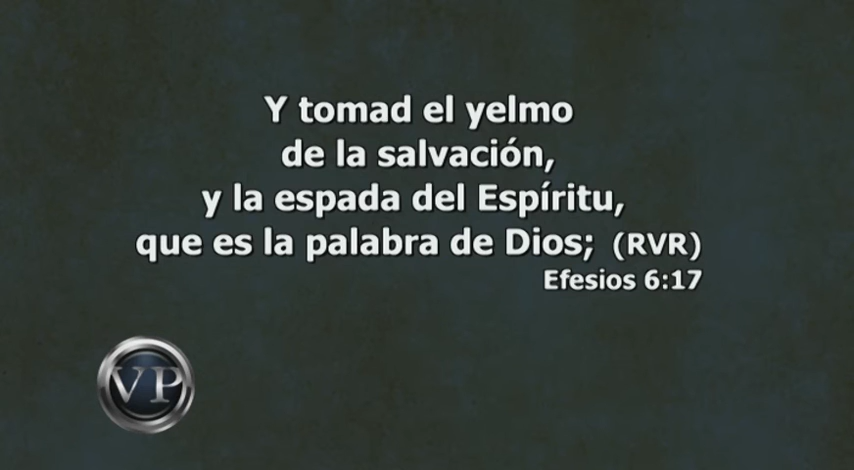 Y tomad el yelmo
de la salvación,
y la espada del Espíritu,
que es la palabra de Dios; (RVR)
Efesios 6:17
VP